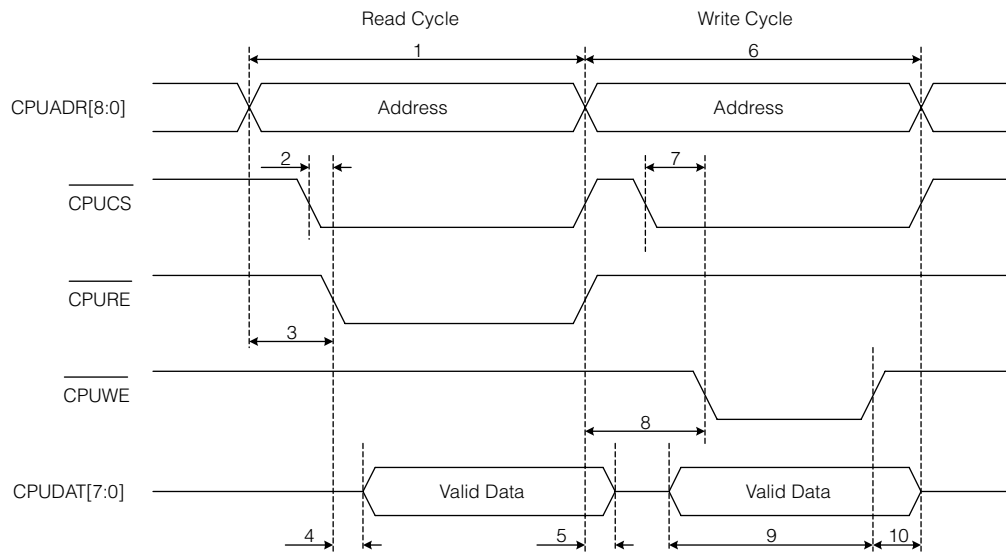 Read Cycle Write Cycle
1 6
CPUADR[8:0] Address Address
2 7
CPUCS
CPURE
3
CPUWE
8
CPUDAT[7:0] Valid Data Valid Data
4 5 9 10